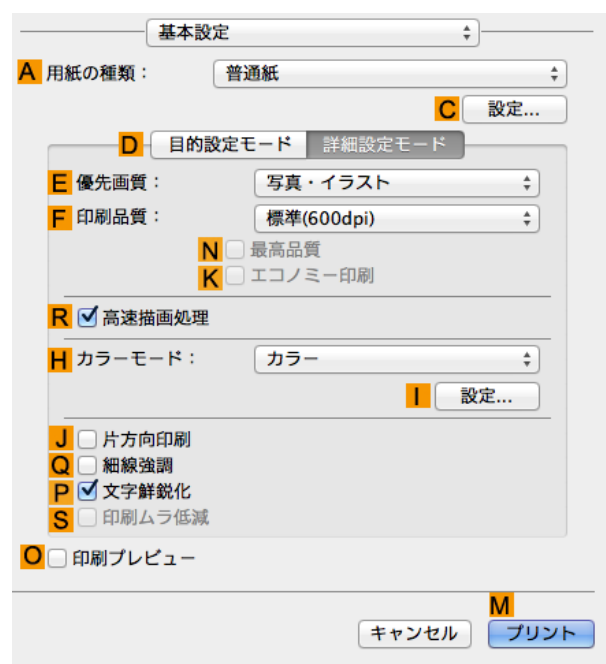 基本設定
A 用紙の種類： 普通紙
C 設定...
D 目的設定モード 詳細設定モード
E 優先画質： 写真・イラスト
F 印刷品質： 標準(600dpi)
N 最高品質
K エコノミー印刷
R 高速描画処理
H カラーモード： カラー
I 設定...
J 片方向印刷
Q 細線強調
P 文字鮮鋭化
S 印刷ムラ低減
O 印刷プレビュー
M
キャンセル プリント